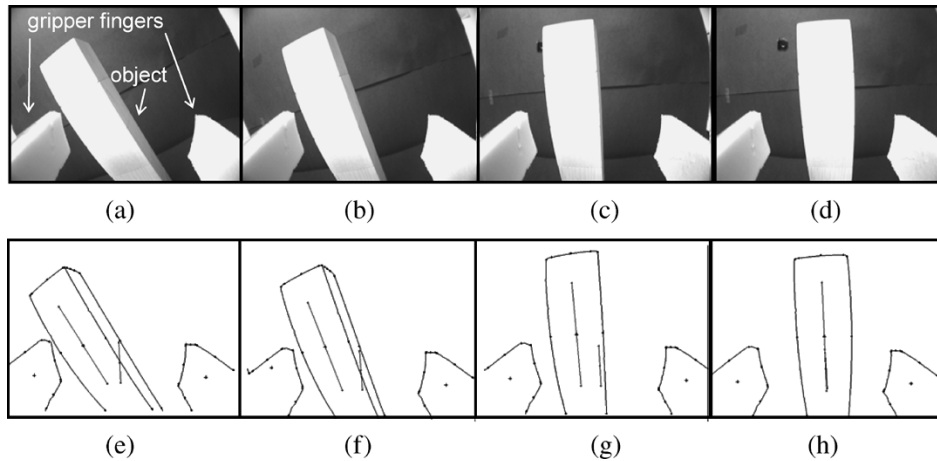 gripper fingers
object
(a) (b) (c) (d)
(e) (f) (g) (h)